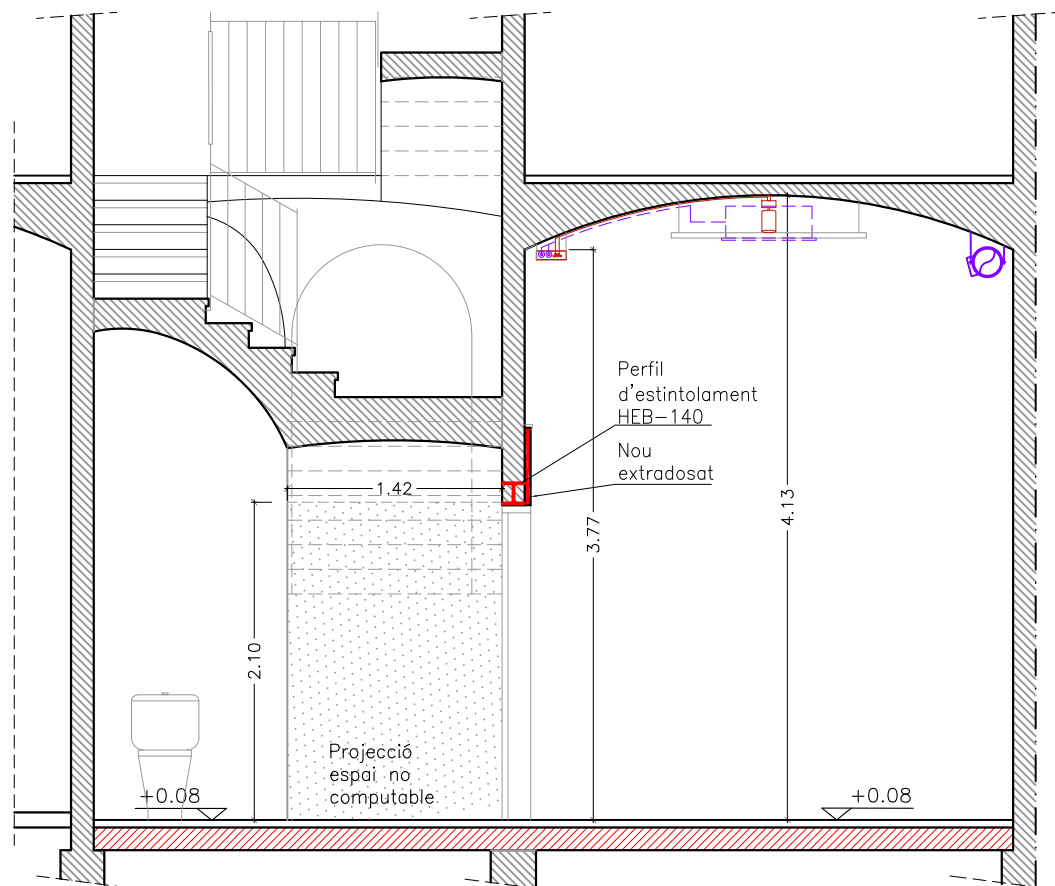 Perfil
d'estintolament
HEB-140
Nou
extradosat
1.42
3.77
4.13
2.10
Projecció
espai no
computable
+0.08
+0.08